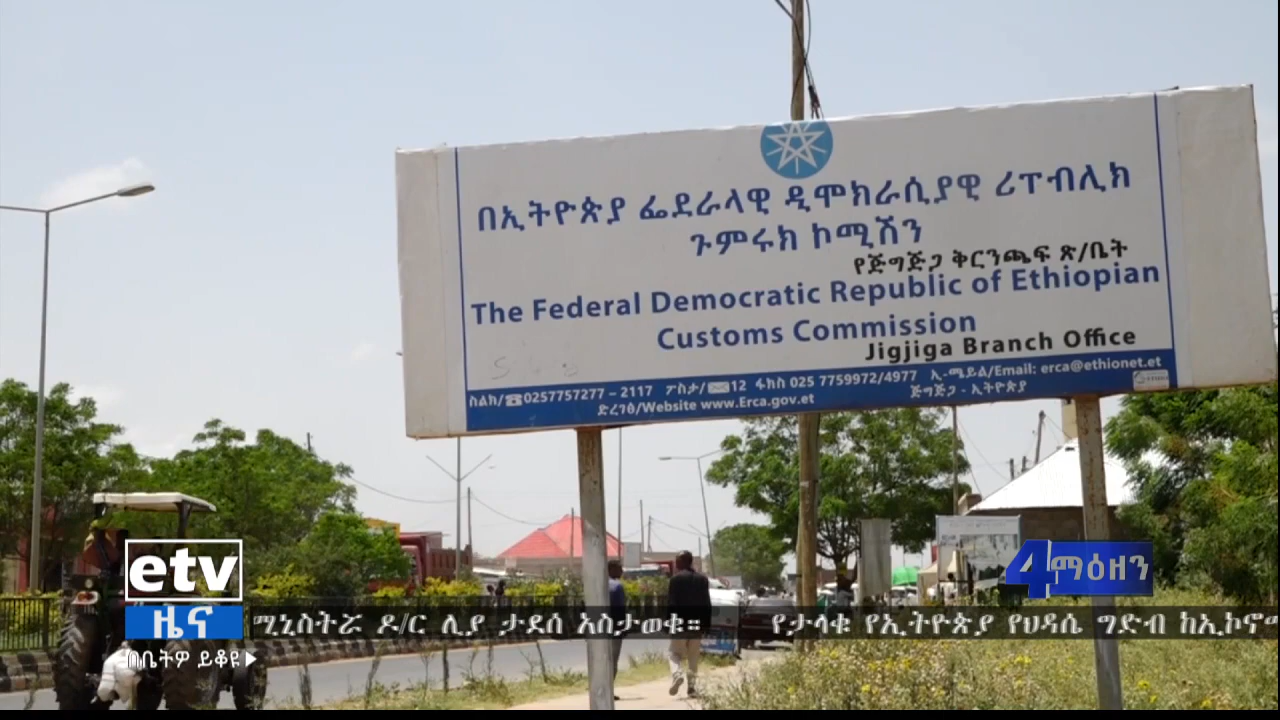 በኢትዮጵያ ፌደራላዊ ዲሞክራሲያዊ ሪፐብሊክ
ጉምሩክ ኮሚሽን
የጅግጅጋ ቅርንጫፍ ጽ/ቤት
The Federal Democratic Republic of Ethiopian
Customs Commission
Jigjiga Branch Office
ስልክ/☎0257757277 – 2117 ፖስታ/✉12 ፋክስ 025 7759972/4977 ኢ-ሜይል/Email: erca@ethionet.et
ድረገፅ/Website www.Erca.gov.et ጅግጅጋ - ኢትዮጵያ
4ማዕዘን
etv
ዜና
ሚኒስትሯ ዶ/ር ሊያ ታደሰ አስታወቁ። የታላቁ የኢትዮጵያ የህዳሴ ግድብ ከኢኮኖ
በቤትዎ ይቆዩ